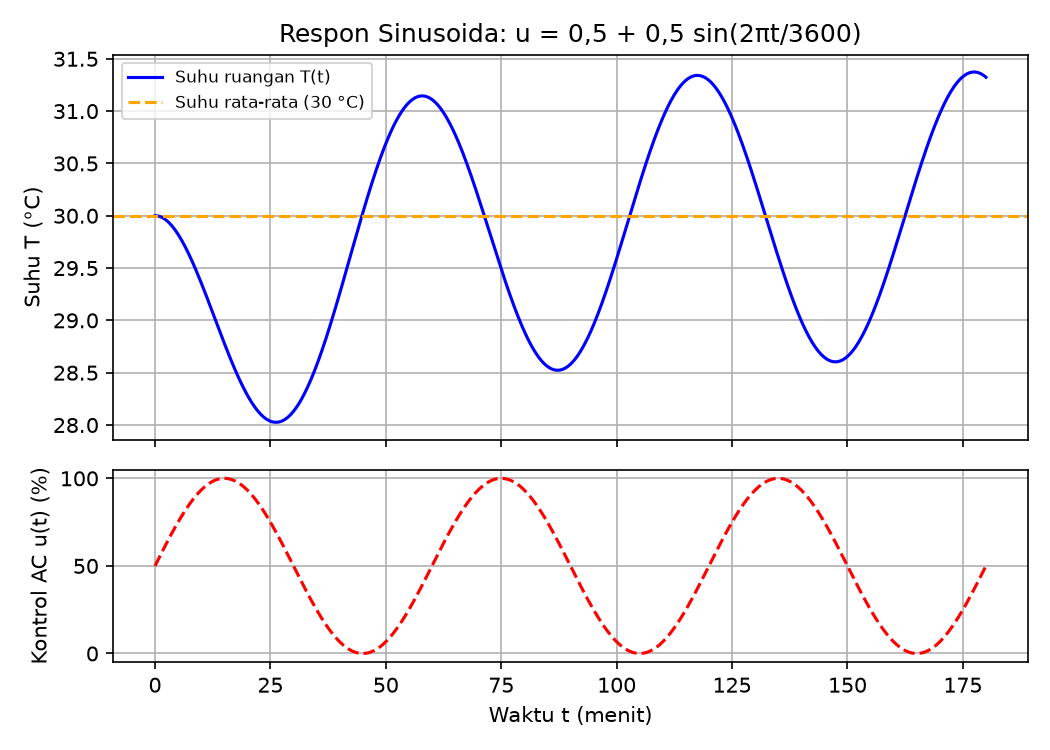 Respon Sinusoida: u = 0,5 + 0,5 sin(2πt/3600)
Suhu ruangan T(t)
Suhu rata-rata (30 °C)
Suhu T (°C)
31.5
31.0
30.5
30.0
29.5
29.0
28.5
28.0
Kontrol AC u(t) (%)
100
50
0
0 25 50 75 100 125 150 175
Waktu t (menit)